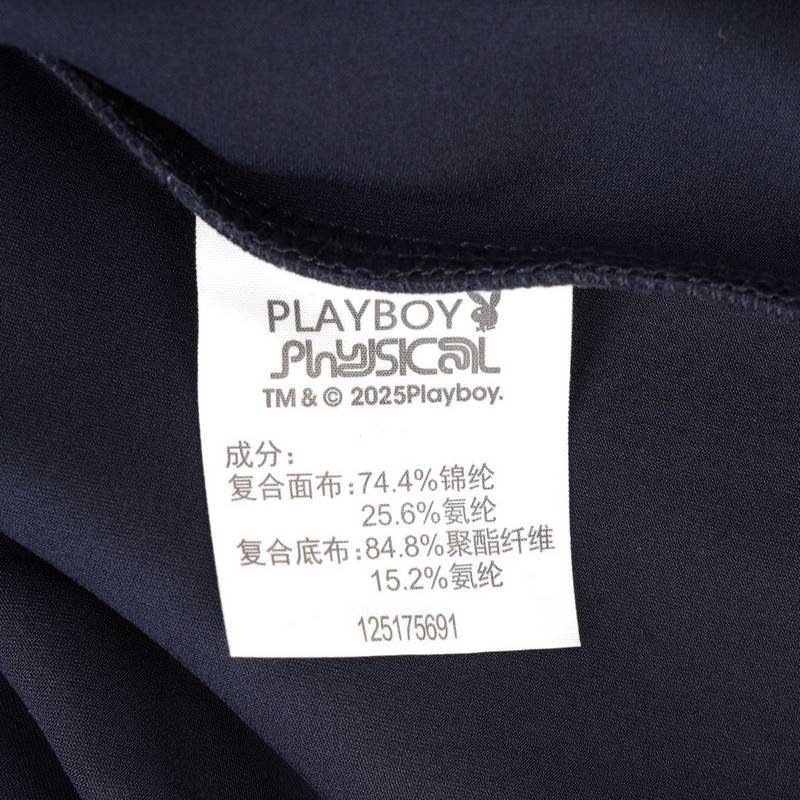 PLAYBOY
Physical
TM & © 2025Playboy.
成分：
复合面布:74.4%锦纶
25.6%氨纶
复合底布:84.8%聚酯纤维
15.2%氨纶
125175691